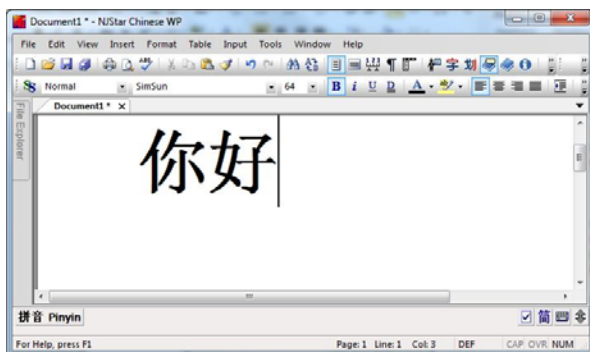 Document1 * - NJStar Chinese WP
File Edit View Insert Format Table Input Tools Window Help
Normal SimSun 64 B i U D A
Document1 * x
File Explorer
你好
拼音 Pinyin 简
For Help, press F1 Page: 1 Line: 1 Col: 3 DEF CAP OVR NUM